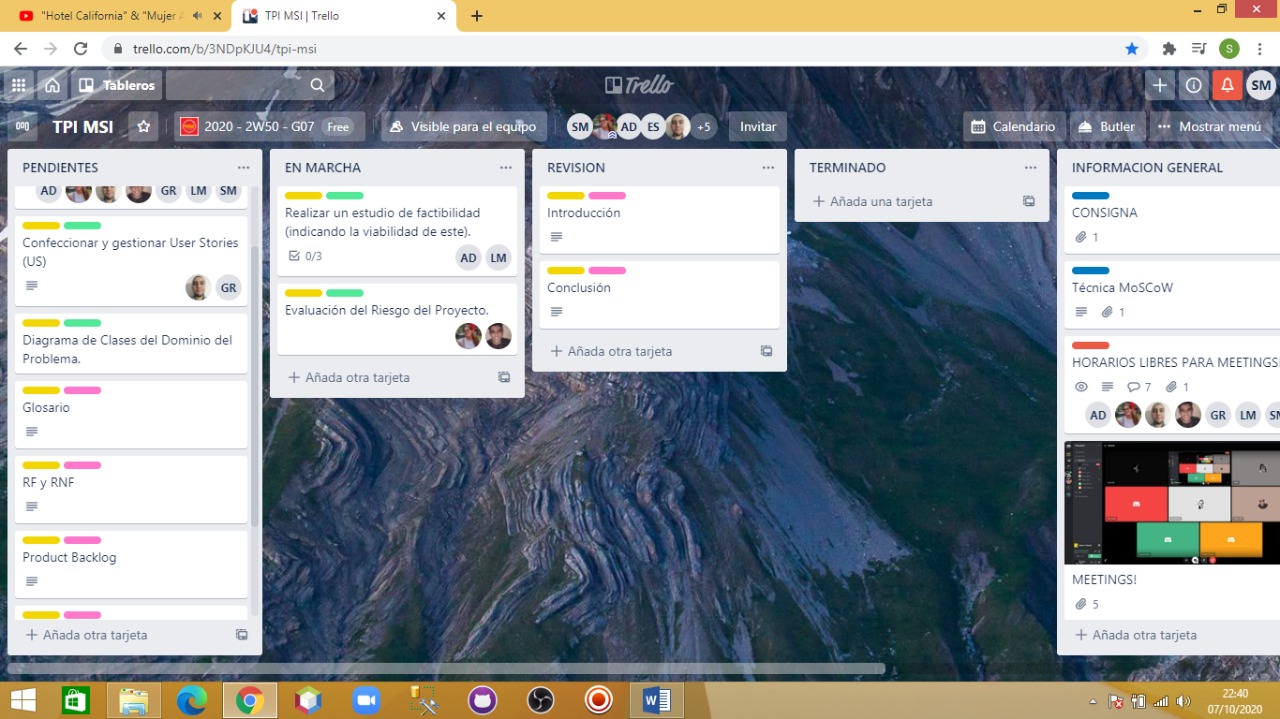 "Hotel California" & "Mujer A
TPI MSI | Trello
trello.com/b/3NDpKJU4/tpi-msi
S
Tableros
Trello
SM
TPI MSI
2020 - 2W50 - G07 Free
Visible para el equipo
SM AD ES +5
Invitar
Calendario
Butler
Mostrar menú
PENDIENTES
AD GR LM SM
Confeccionar y gestionar User Stories
(US)
GR
Diagrama de Clases del Dominio del
Problema.
Glosario
RF y RNF
Product Backlog
Añada otra tarjeta
EN MARCHA
Realizar un estudio de factibilidad
(indicando la viabilidad de este).
0/3
AD LM
Evaluación del Riesgo del Proyecto.
Añada otra tarjeta
REVISION
Introducción
Conclusión
Añada otra tarjeta
TERMINADO
Añada una tarjeta
INFORMACION GENERAL
CONSIGNA
1
Técnica MoSCoW
1
HORARIOS LIBRES PARA MEETINGS!
7 1
AD GR LM SM
MEETINGS!
5
Añada otra tarjeta
22:40
07/10/2020